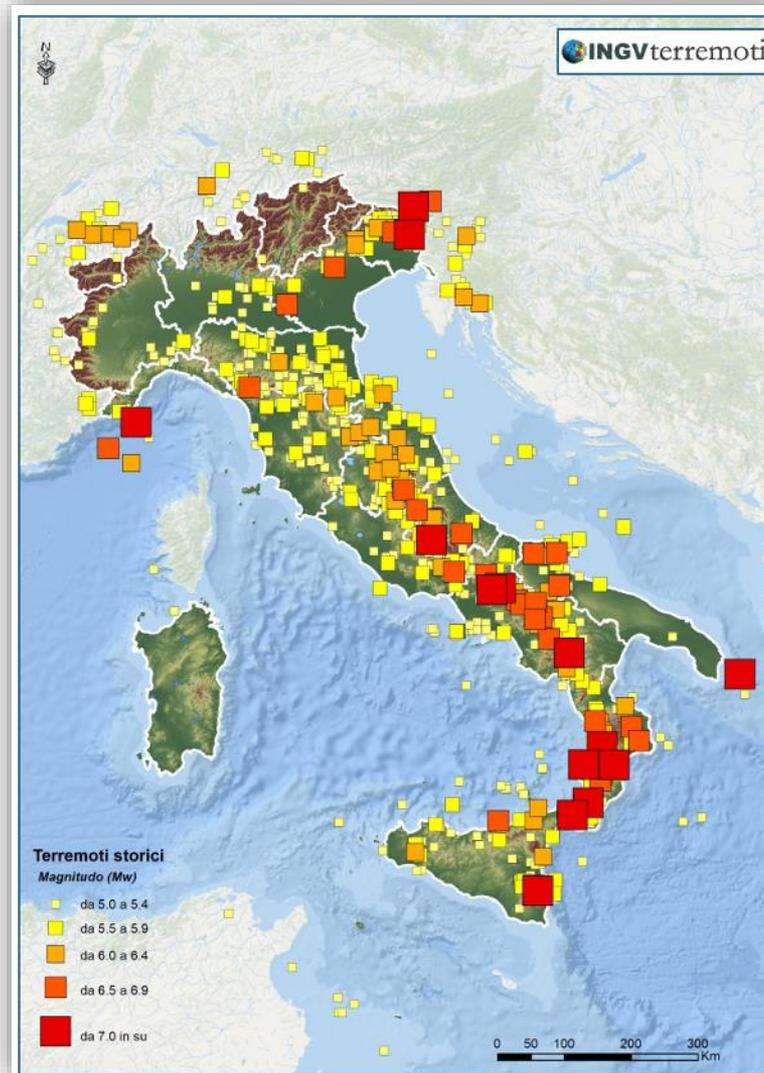 N
INGVterremoti
Terremoti storici
Magnitudo (Mw)
da 5.0 a 5.4
da 5.5 a 5.9
da 6.0 a 6.4
da 6.5 a 6.9
da 7.0 in su
0 50 100 200 300
Km